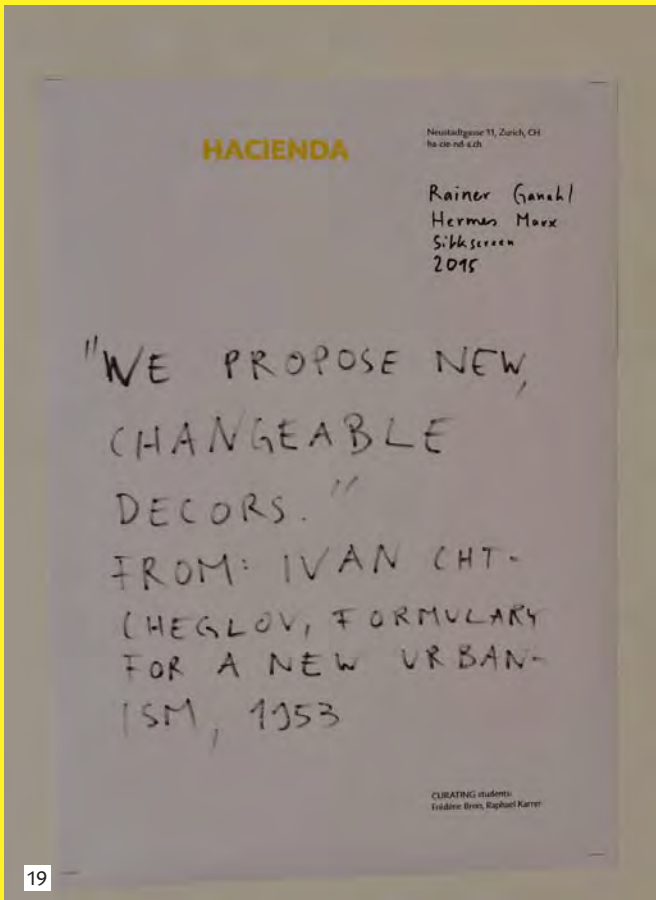 HACIENDA
Neustadtgasse 11, Zurich, CH
ha-cie-nd-a.ch
Rainer Ganahl
Hermes Marx
Silkscreen
2015
"WE PROPOSE NEW,
CHANGEABLE
DECORS."
FROM: IVAN CHT-
CHEGLOV, FORMULARY
FOR A NEW URBAN-
ISM, 1953
CURATING students:
Frédéric Bron, Raphael Karrer
19